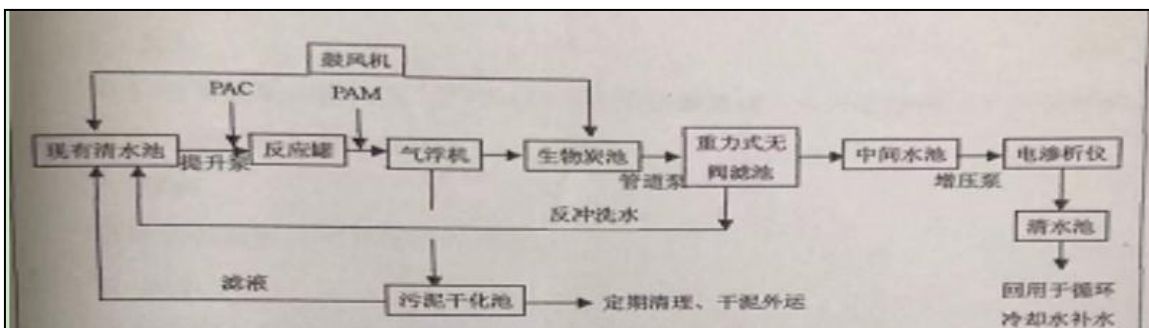 鼓风机
PAC
PAM
现有清水池
提升泵
反应罐
气浮机
生物炭池
管道泵
重力式无
阀滤池
中间水池
增压泵
电渗析仪
反冲洗水
清水池
滤液
污泥干化池
定期清理、干泥外运
回用于循环
冷却水补水